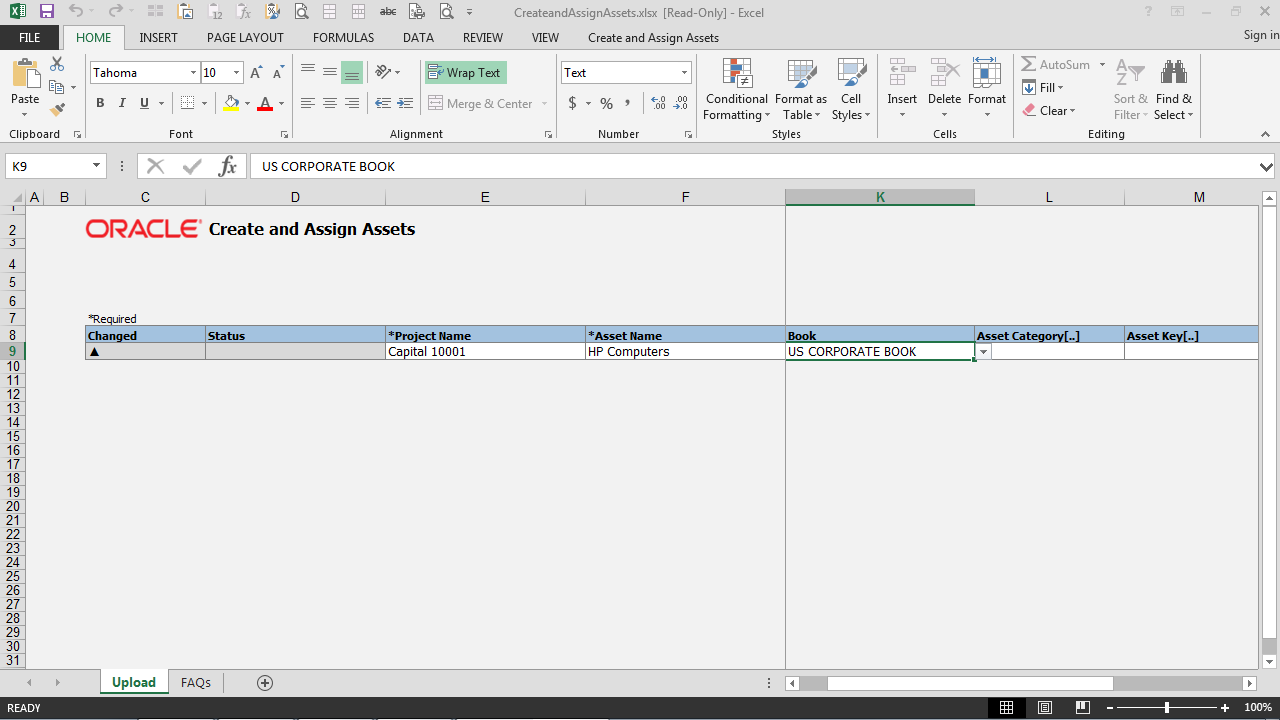 CreateandAssignAssets.xlsx [Read-Only] - Excel
FILE HOME INSERT PAGE LAYOUT FORMULAS DATA REVIEW VIEW Create and Assign Assets Sign in
Tahoma 10 Wrap Text Text AutoSum
Paste B I U Merge & Center $ % Conditional Formatting Format as Table Cell Styles Insert Delete Format Fill Clear Sort & Filter Find & Select
Clipboard Font Alignment Number Styles Cells Editing
K9 fx US CORPORATE BOOK
A B C D E F K L M
1
2 ORACLE Create and Assign Assets
3
4
5
6
7 *Required
8 Changed Status *Project Name *Asset Name Book Asset Category[..] Asset Key[..]
9 ▲ Capital 10001 HP Computers US CORPORATE BOOK
10
11
12
13
14
15
16
17
18
19
20
21
22
23
24
25
26
27
28
29
30
31
Upload FAQs
READY 100%